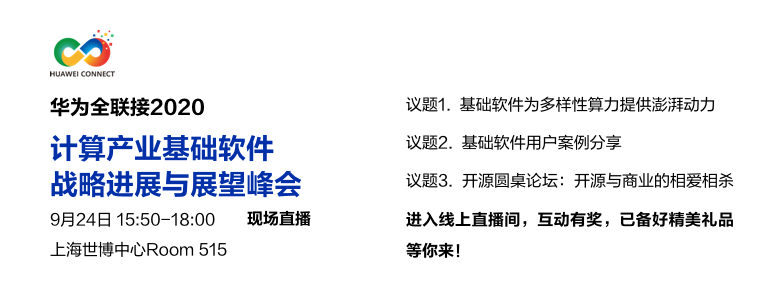 HUAWEI CONNECT
华为全联接2020
计算产业基础软件
战略进展与展望峰会
9月24日 15:50-18:00 现场直播
上海世博中心Room 515
议题1. 基础软件为多样性算力提供澎湃动力
议题2. 基础软件用户案例分享
议题3. 开源圆桌论坛：开源与商业的相爱相杀
进入线上直播间，互动有奖，已备好精美礼品
等你来！